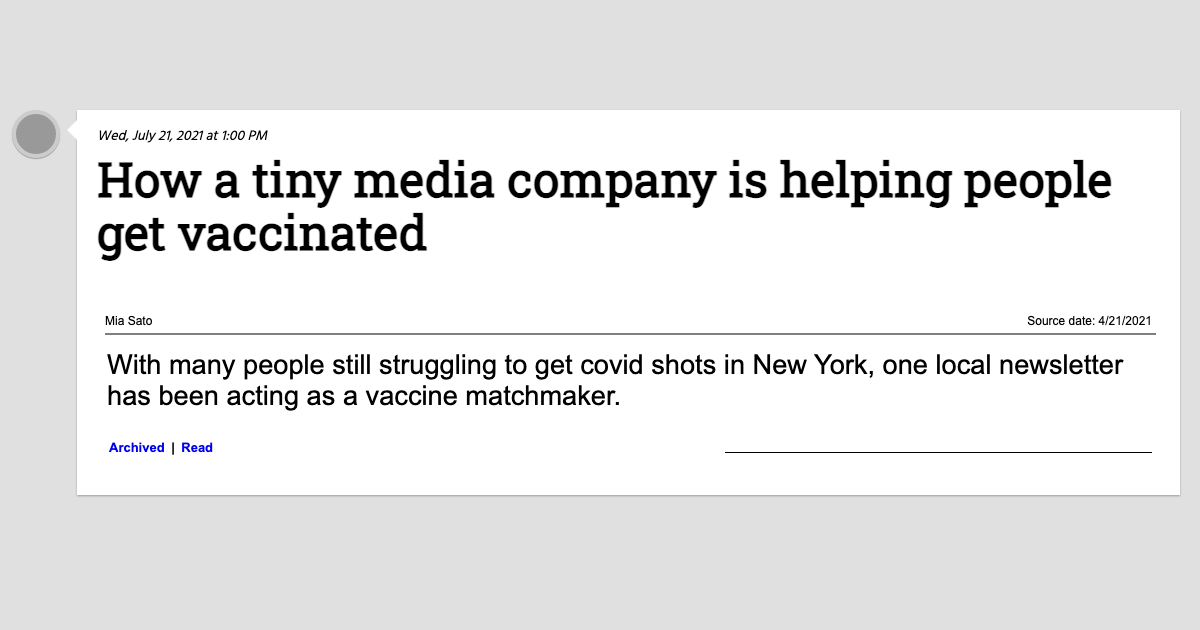 Wed, July 21, 2021 at 1:00 PM
How a tiny media company is helping people
get vaccinated
Mia Sato
Source date: 4/21/2021
With many people still struggling to get covid shots in New York, one local newsletter
has been acting as a vaccine matchmaker.
Archived | Read